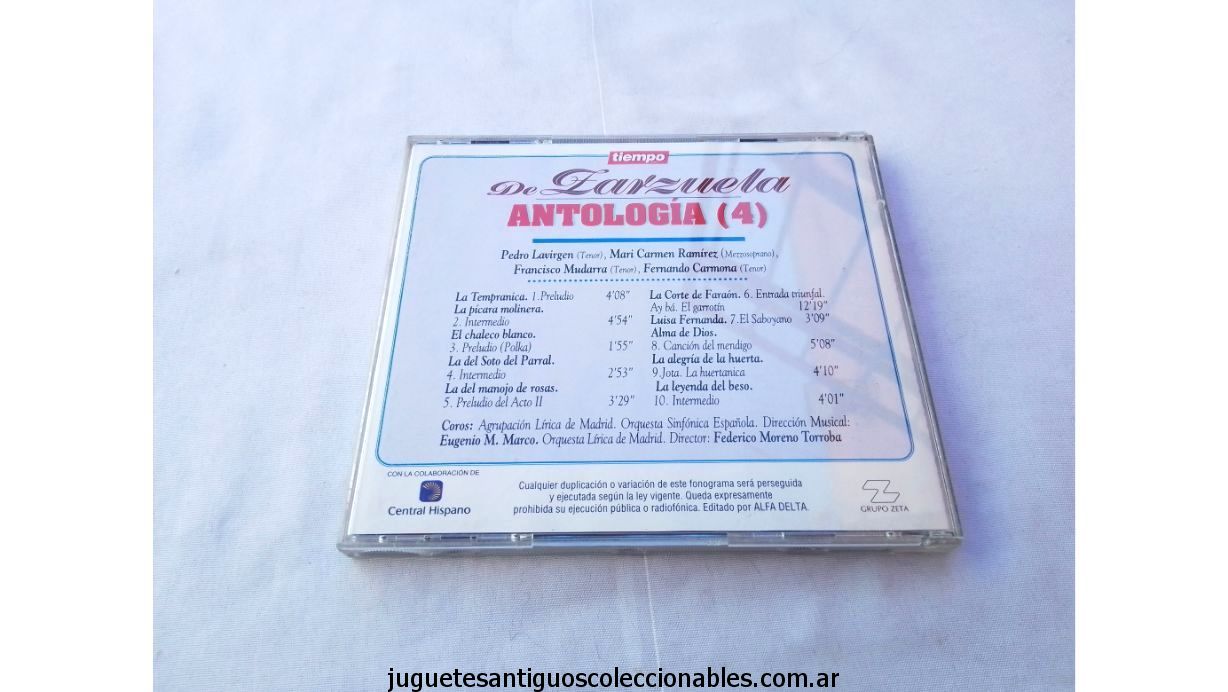 tiempo
De Zarzuela
ANTOLOGÍA (4)
Pedro Lavirgen (Tenor), Mari Carmen Ramírez (Mezzosoprano),
Francisco Mudarra (Tenor), Fernando Carmona (Tenor)
La Tempranica. 1.Preludio 4'08"
La pícara molinera.
2. Intermedio 4'54"
El chaleco blanco.
3. Preludio (Polka) 1'55"
La del Soto del Parral.
4. Intermedio 2'53"
La del manojo de rosas.
5. Preludio del Acto II 3'29"
La Corte de Faraón. 6. Entrada triunfal.
Ay bá. El garrotín 12'19"
Luisa Fernanda. 7.El Saboyano 3'09"
Alma de Dios.
8. Canción del mendigo 5'08"
La alegría de la huerta.
9.Jota. La huertanica 4'10"
La leyenda del beso.
10. Intermedio 4'01"
Coros: Agrupación Lírica de Madrid. Orquesta Sinfónica Española. Dirección Musical:
Eugenio M. Marco. Orquesta Lírica de Madrid. Director: Federico Moreno Torroba
CON LA COLABORACIÓN DE
Central Hispano
Cualquier duplicación o variación de este fonograma será perseguida
y ejecutada según la ley vigente. Queda expresamente
prohibida su ejecución pública o radiofónica. Editado por ALFA DELTA.
GRUPO ZETA
juguetesantiguoscoleccionables.com.ar